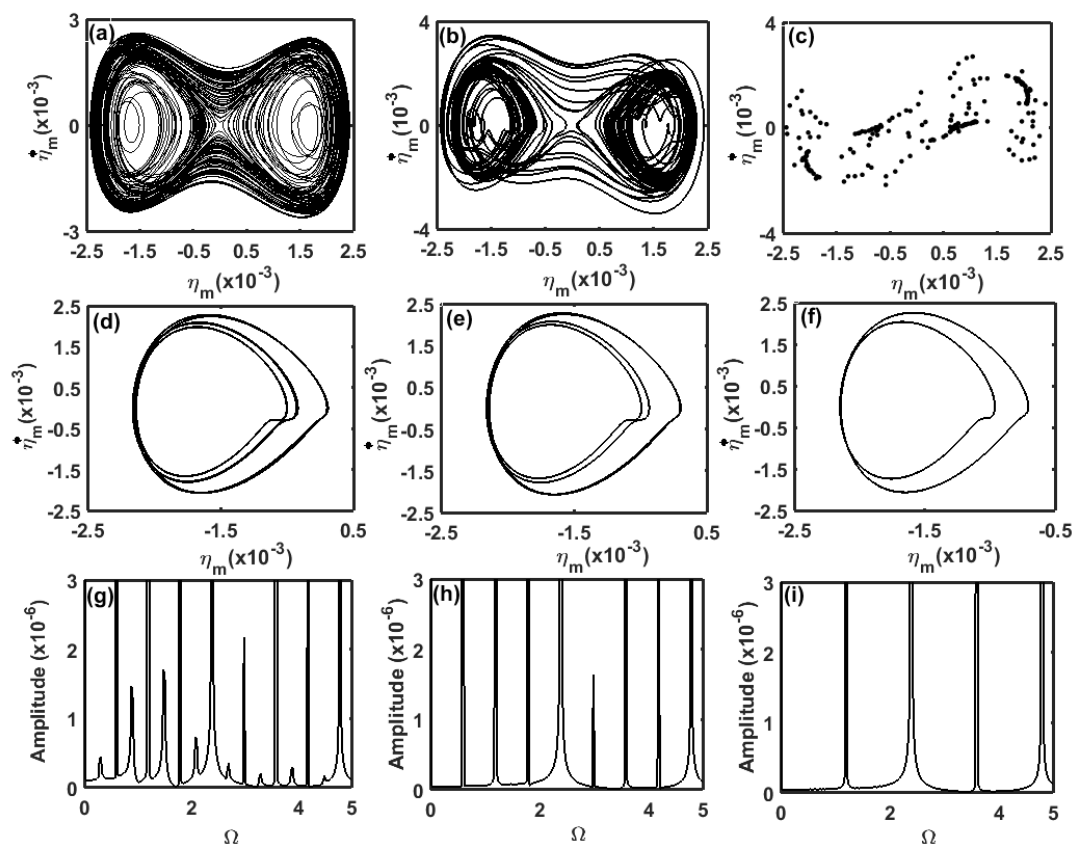 (a)
3
0
-3
η̇m(x10-3)
-2.5 -1.5 -0.5 0.5 1.5 2.5
ηm(x10-3)
(b)
4
0
-4
η̇m(10-3)
-2.5 -1.5 -0.5 0.5 1.5 2.5
ηm(x10-3)
(c)
4
0
-4
η̇m(10-3)
-2.5 -1.5 -0.5 0.5 1.5 2.5
ηm(x10-3)
(d)
2.5
1.5
0.5
-0.5
-1.5
-2.5
η̇m(x10-3)
-2.5 -1.5 -0.5 0.5
ηm(x10-3)
(e)
2.5
1.5
0.5
-0.5
-1.5
-2.5
η̇m(x10-3)
-2.5 -1.5 -0.5 0.5
ηm(x10-3)
(f)
2.5
1.5
0.5
-0.5
-1.5
-2.5
η̇m(x10-3)
-2.5 -1.5 -0.5
ηm(x10-3)
(g)
3
2
1
0
Amplitude (x10-6)
0 2 4 5
Ω
(h)
3
2
1
0
Amplitude (x10-6)
0 2 4 5
Ω
(i)
3
2
1
0
Amplitude (x10-6)
0 2 4 5
Ω